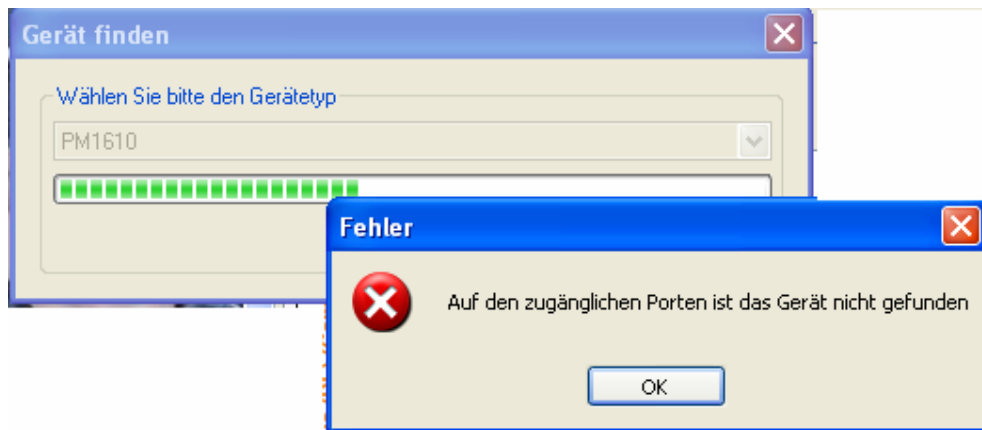 Gerät finden
Wählen Sie bitte den Gerätetyp
PM1610
Fehler
Auf den zugänglichen Porten ist das Gerät nicht gefunden
OK